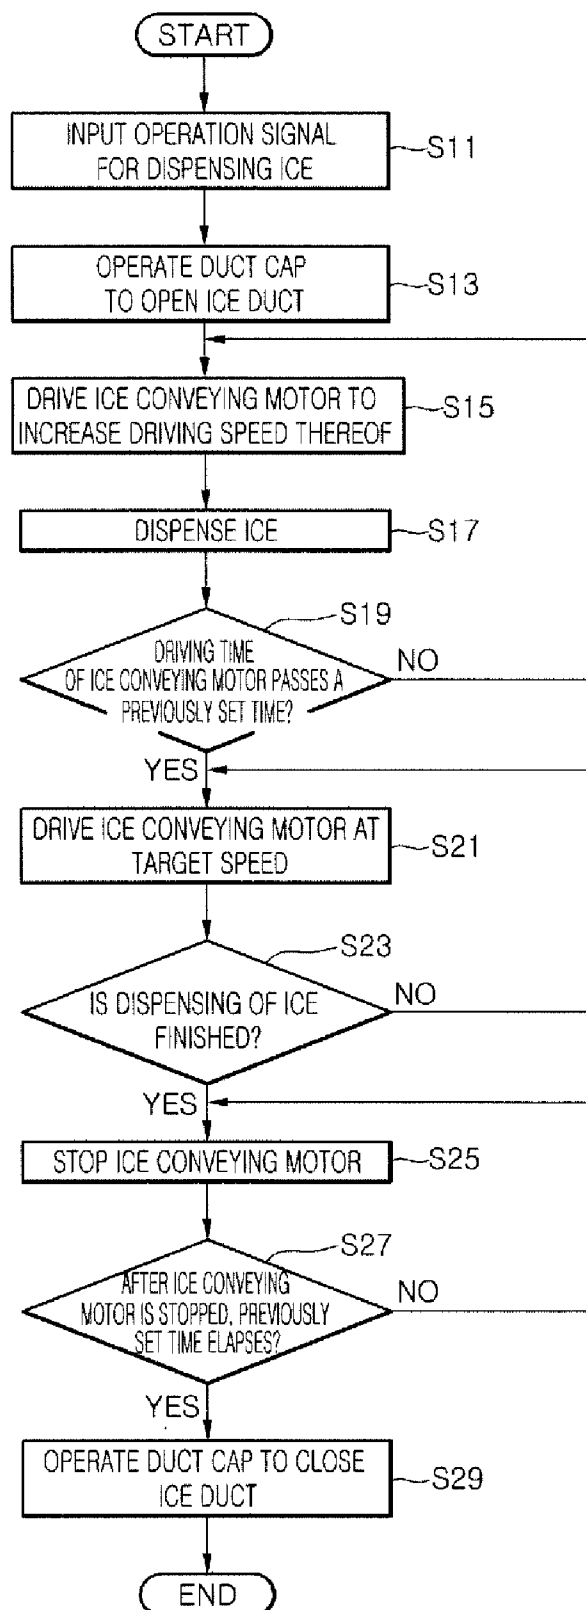 START
INPUT OPERATION SIGNAL
FOR DISPENSING ICE
S11
OPERATE DUCT CAP
TO OPEN ICE DUCT
S13
DRIVE ICE CONVEYING MOTOR TO
INCREASE DRIVING SPEED THEREOF
S15
DISPENSE ICE
S17
S19
DRIVING TIME
OF ICE CONVEYING MOTOR PASSES A
PREVIOUSLY SET TIME?
NO
YES
DRIVE ICE CONVEYING MOTOR AT
TARGET SPEED
S21
S23
IS DISPENSING OF ICE
FINISHED?
NO
YES
STOP ICE CONVEYING MOTOR
S25
S27
AFTER ICE CONVEYING
MOTOR IS STOPPED, PREVIOUSLY
SET TIME ELAPSES?
NO
YES
OPERATE DUCT CAP TO CLOSE
ICE DUCT
S29
END